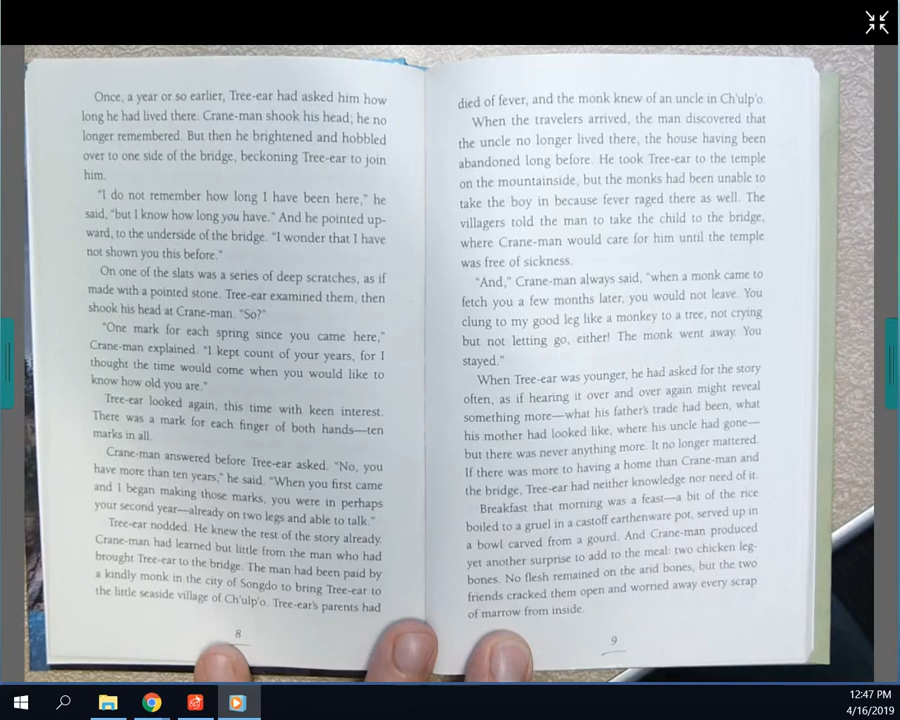 Once, a year or so earlier, Tree-ear had asked him how
long he had lived there. Crane-man shook his head; he no
longer remembered. But then he brightened and hobbled
over to one side of the bridge, beckoning Tree-ear to join
him.
"I do not remember how long I have been here," he
said, "but I know how long you have." And he pointed up-
ward, to the underside of the bridge. "I wonder that I have
not shown you this before."
On one of the slats was a series of deep scratches, as if
made with a pointed stone. Tree-ear examined them, then
shook his head at Crane-man. "So?"
"One mark for each spring since you came here,"
Crane-man explained. "I kept count of your years, for I
thought the time would come when you would like to
know how old you are."
Tree-ear looked again, this time with keen interest.
There was a mark for each finger of both hands—ten
marks in all.
Crane-man answered before Tree-ear asked. "No, you
have more than ten years," he said. "When you first came
and I began making those marks, you were in perhaps
your second year—already on two legs and able to talk."
Tree-ear nodded. He knew the rest of the story already.
Crane-man had learned but little from the man who had
brought Tree-ear to the bridge. The man had been paid by
a kindly monk in the city of Songdo to bring Tree-ear to
the little seaside village of Ch'ulp'o. Tree-ear's parents had
8
died of fever, and the monk knew of an uncle in Ch'ulp'o.
When the travelers arrived, the man discovered that
the uncle no longer lived there, the house having been
abandoned long before. He took Tree-ear to the temple
on the mountainside, but the monks had been unable to
take the boy in because fever raged there as well. The
villagers told the man to take the child to the bridge,
where Crane-man would care for him until the temple
was free of sickness.
"And," Crane-man always said, "when a monk came to
fetch you a few months later, you would not leave. You
clung to my good leg like a monkey to a tree, not crying
but not letting go, either! The monk went away. You
stayed."
When Tree-ear was younger, he had asked for the story
often, as if hearing it over and over again might reveal
something more—what his father's trade had been, what
his mother had looked like, where his uncle had gone—
but there was never anything more. It no longer mattered.
If there was more to having a home than Crane-man and
the bridge, Tree-ear had neither knowledge nor need of it.
Breakfast that morning was a feast—a bit of the rice
boiled to a gruel in a castoff earthenware pot, served up in
a bowl carved from a gourd. And Crane-man produced
yet another surprise to add to the meal: two chicken leg-
bones. No flesh remained on the arid bones, but the two
friends cracked them open and worried away every scrap
of marrow from inside.
9
12:47 PM
4/16/2019